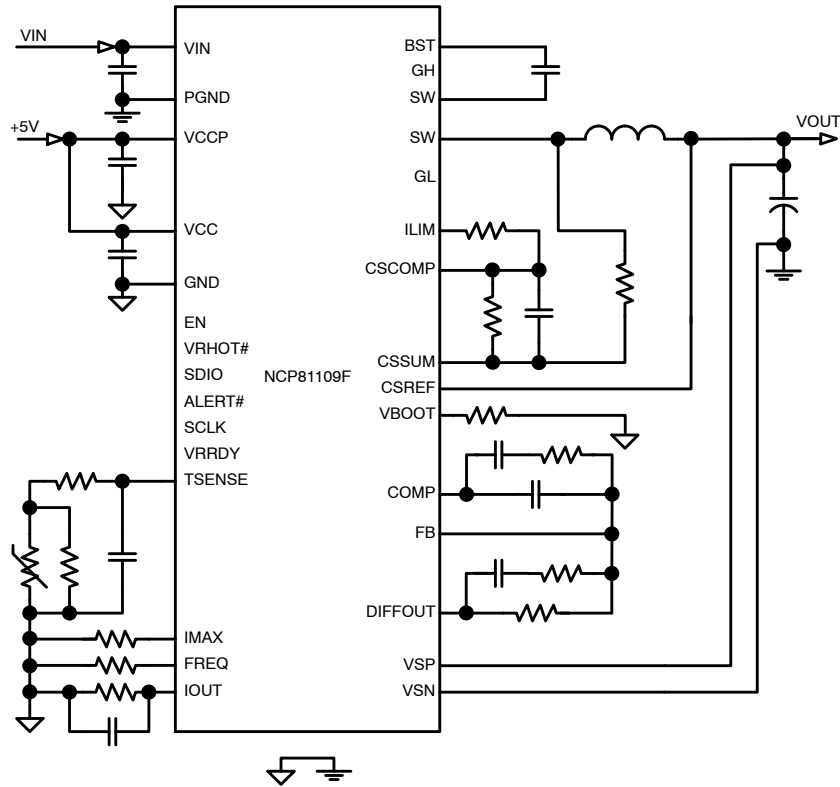 VIN
+5V
VIN
PGND
VCCP
VCC
GND
EN
VRHOT#
SDIO
ALERT#
SCLK
VRRDY
TSENSE
IMAX
FREQ
IOUT
NCP81109F
BST
GH
SW
SW
GL
ILIM
CSCOMP
CSSUM
CSREF
VBOOT
COMP
FB
DIFFOUT
VSP
VSN
VOUT